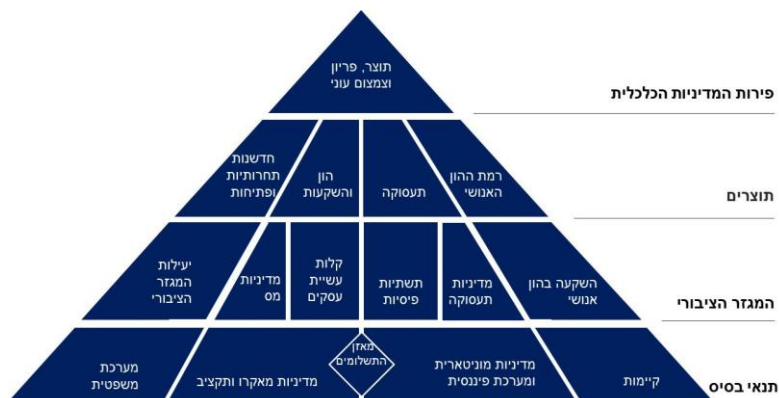 תוצר, פריון
וצמצום עוני
פירות המדיניות הכלכלית
רמת ההון
האנושי
תעסוקה
הון
והשקעות
חדשנות
תחרותיות
ופתיחות
תוצרים
השקעה בהון
אנושי
מדיניות
תעסוקה
תשתיות
פיסיות
קלות
עשיית
עסקים
מדיניות
מס
יעילות
המגזר
הציבורי
המגזר הציבורי
קיימות
מדיניות מוניטארית
ומערכת פיננסית
מאזן
התשלומים
מדיניות מאקרו ותקציב
מערכת
משפטית
תנאי בסיס